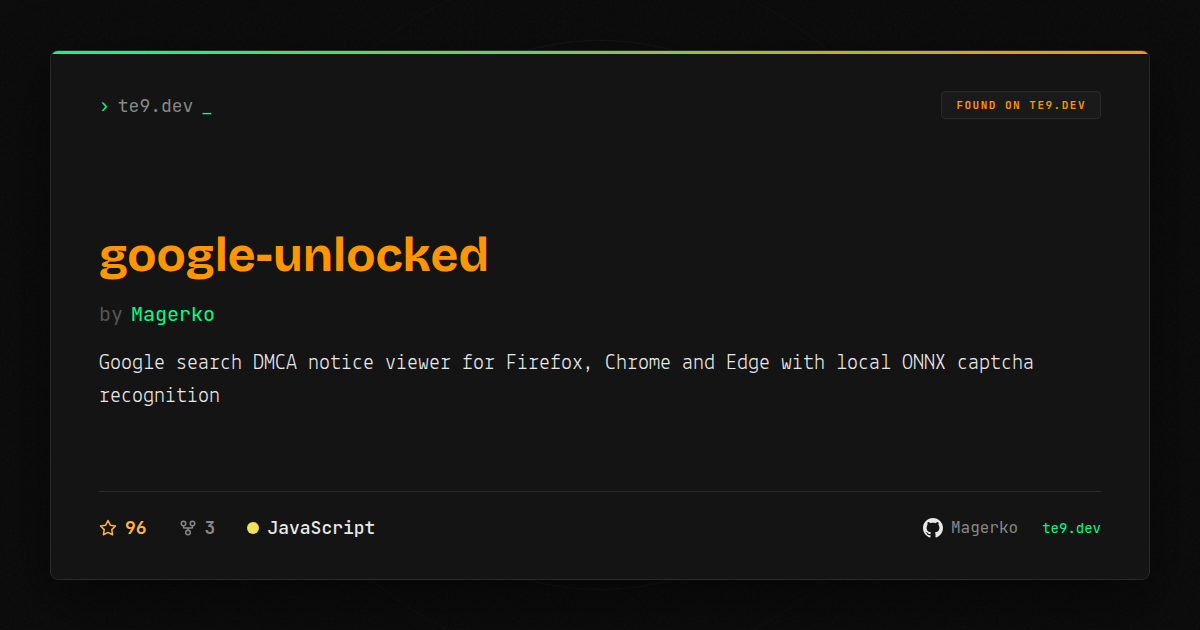 › te9.dev _
FOUND ON TE9.DEV
google-unlocked
by Magerko
Google search DMCA notice viewer for Firefox, Chrome and Edge with local ONNX captcha
recognition
96 3 JavaScript
Magerko te9.dev